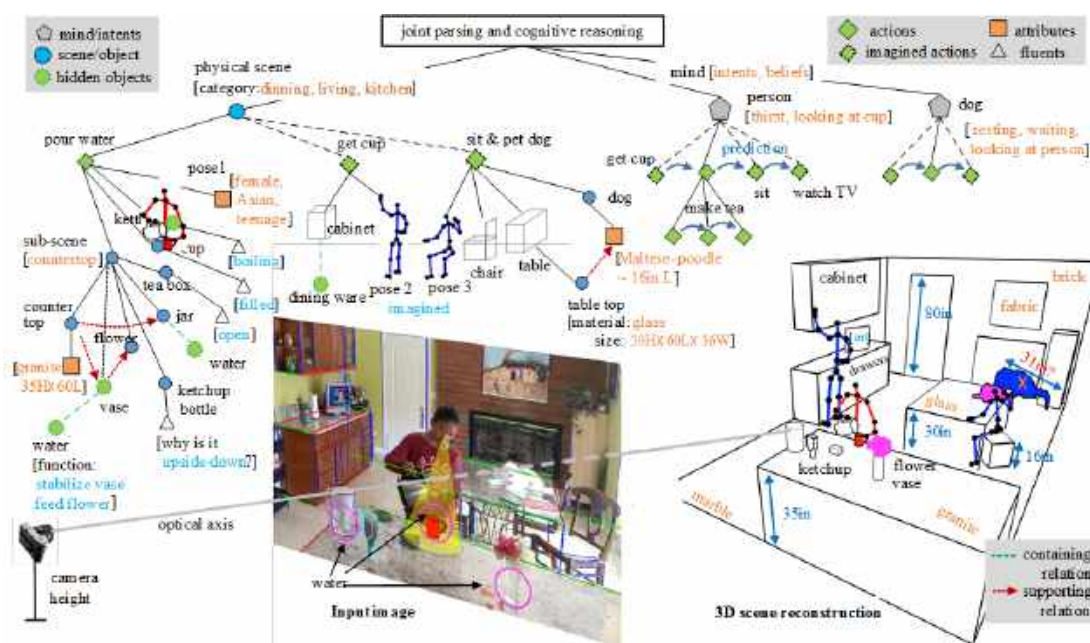 joint parsing and cognitive reasoning
mind/intents
scene/object
hidden objects
actions
imagined actions
attributes
fluents
physical scene
[category:dinning, living, kitchen]
mind [intents, beliefs]
person
[thirst, looking at cup]
dog
[resting, waiting,
looking at person]
pour water
get cup
sit & pet dog
get cup
prediction
sit
watch TV
make tea
pose1
[female,
Asian,
teenage]
cabinet
dog
chair
table
[Maltese-poodle
~ 16in L]
sub-scene
[countertop]
[boiling]
tea box
[filled]
dining ware
pose 2
pose 3
imagined
table top
[material: glass
size: 30HX60LX36W]
counter
top
jar
flower
[open]
water
[granite
35HX60L]
vase
ketchup
bottle
water
[function:
stabilize vase
feed flower]
[why is it
upside-down?]
optical axis
camera
height
water
Input image
cabinet
brick
80in
fabric
drawers
31in
glass
30in
16in
ketchup
flower
vase
marble
35in
granite
3D scene reconstruction
containing
relation
supporting
relation